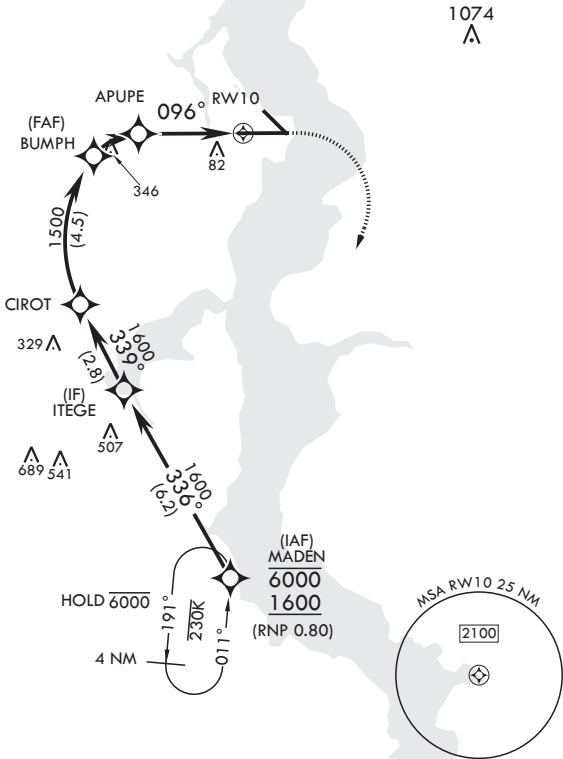 1074
APUPE
096°
RW10
(FAF)
BUMPH
82
346
1500
(4.5)
CIROT
329
1600
339°
(2.8)
(IF)
ITEGE
507
689
541
1600
336°
(6.2)
(IAF)
MADEN
6000
1600
(RNP 0.80)
HOLD 6000
191°
230K
011°
4 NM
MSA RW10 25 NM
2100